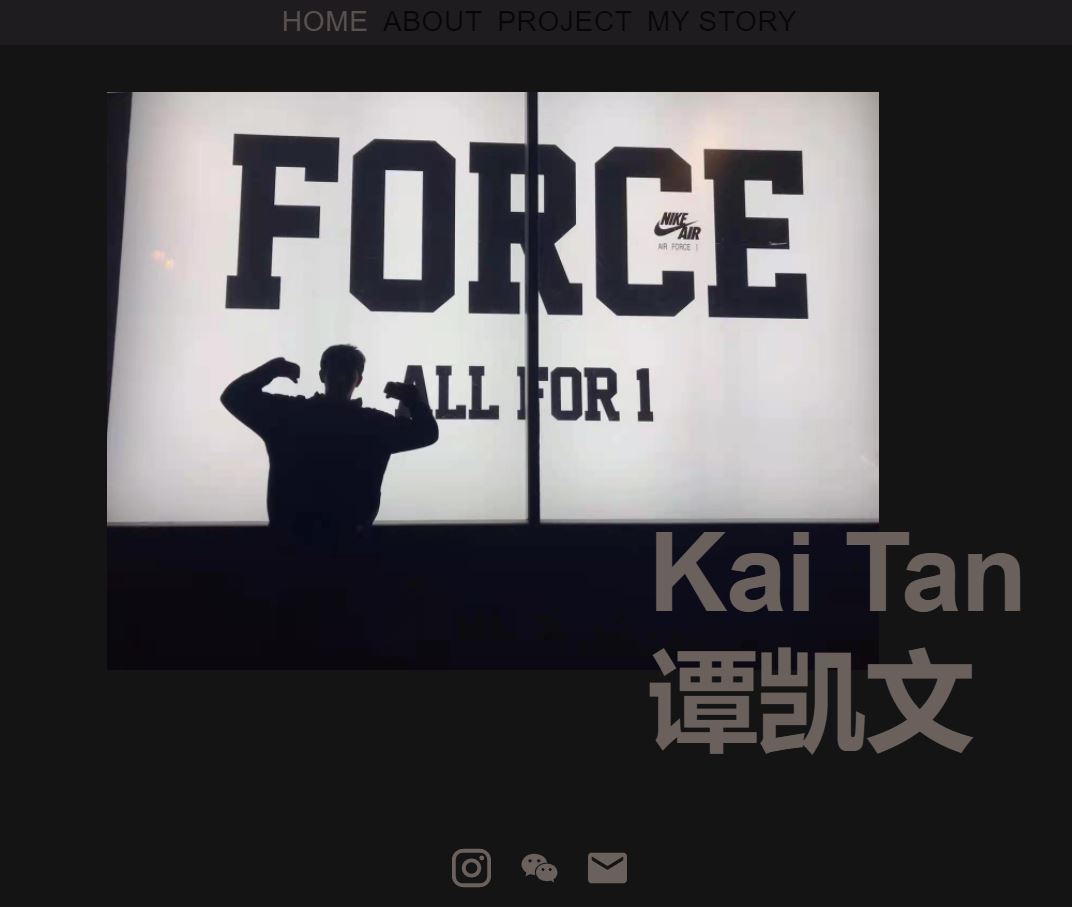 HOME ABOUT PROJECT MY STORY
FORCE
NIKE
AIR
AIR FORCE 1
ALL FOR 1
Kai Tan
谭凯文